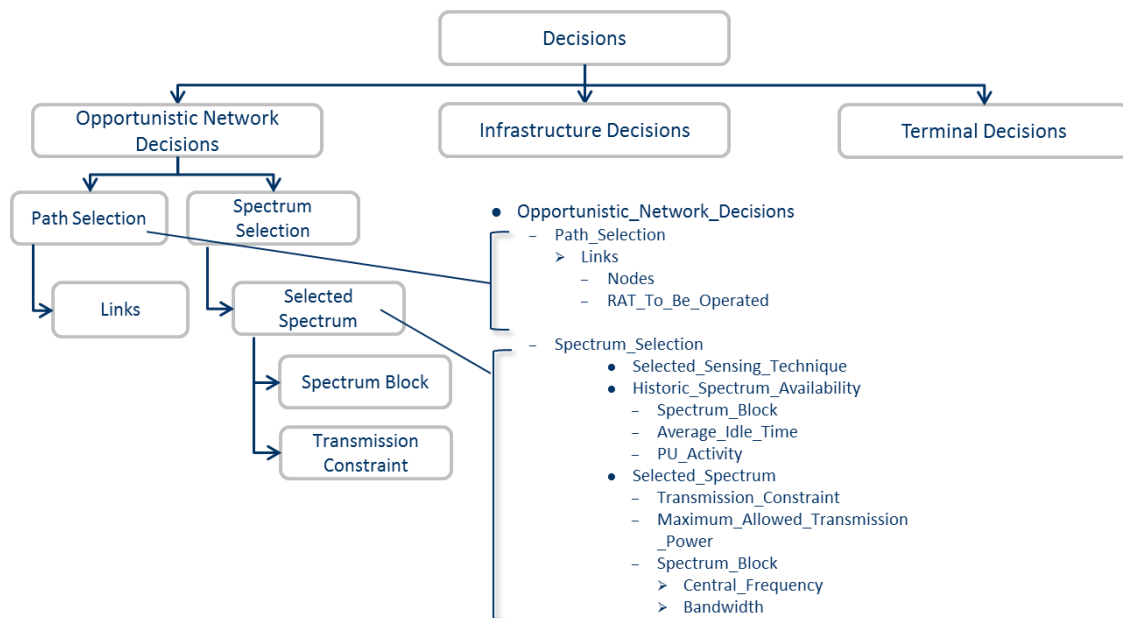 Decisions
Opportunistic Network
Decisions
Infrastructure Decisions
Terminal Decisions
Path Selection
Spectrum
Selection
Links
Selected
Spectrum
Spectrum Block
Transmission
Constraint
● Opportunistic_Network_Decisions
– Path_Selection
➢ Links
– Nodes
– RAT_To_Be_Operated
– Spectrum_Selection
● Selected_Sensing_Technique
● Historic_Spectrum_Availability
– Spectrum_Block
– Average_Idle_Time
– PU_Activity
● Selected_Spectrum
– Transmission_Constraint
– Maximum_Allowed_Transmission
_Power
– Spectrum_Block
➢ Central_Frequency
➢ Bandwidth